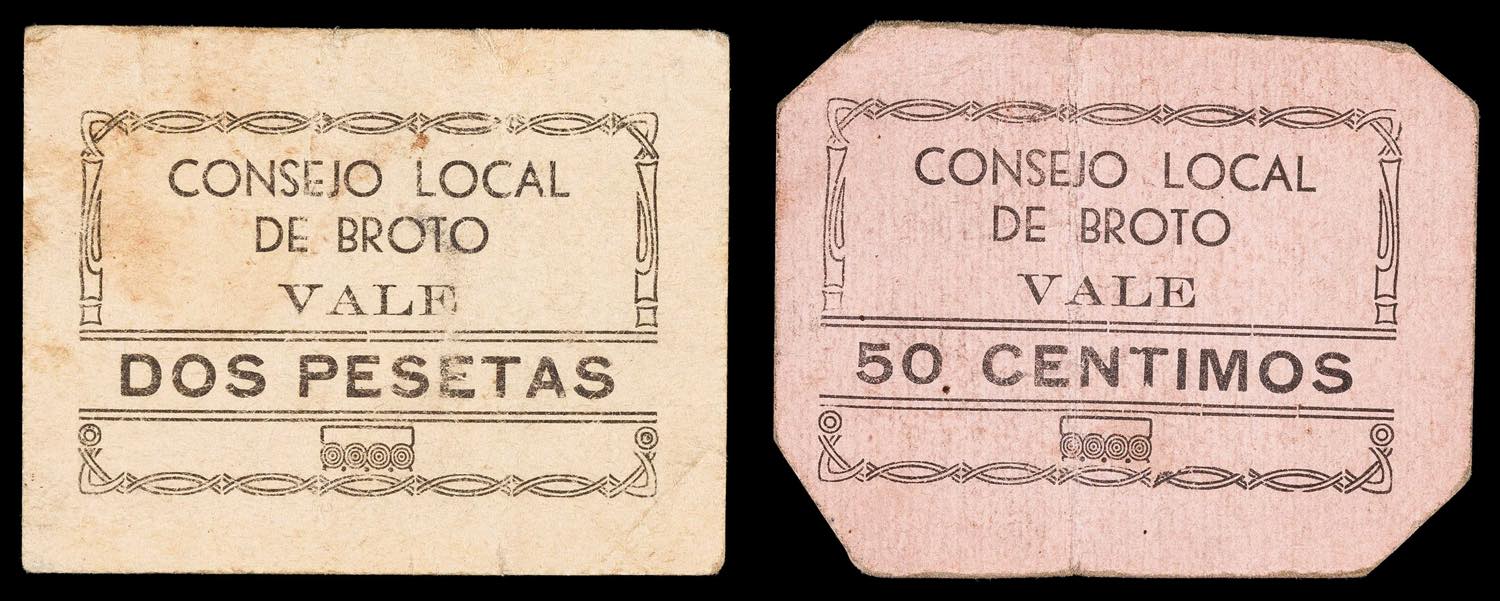 CONSEJO LOCAL
DE BROTO
VALE
DOS PESETAS
CONSEJO LOCAL
DE BROTO
VALE
50 CENTIMOS